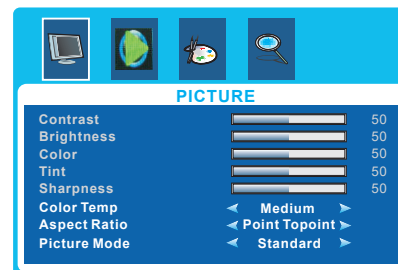 PICTURE
Contrast 50
Brightness 50
Color 50
Tint 50
Sharpness 50
Color Temp Medium
Aspect Ratio Point Topoint
Picture Mode Standard